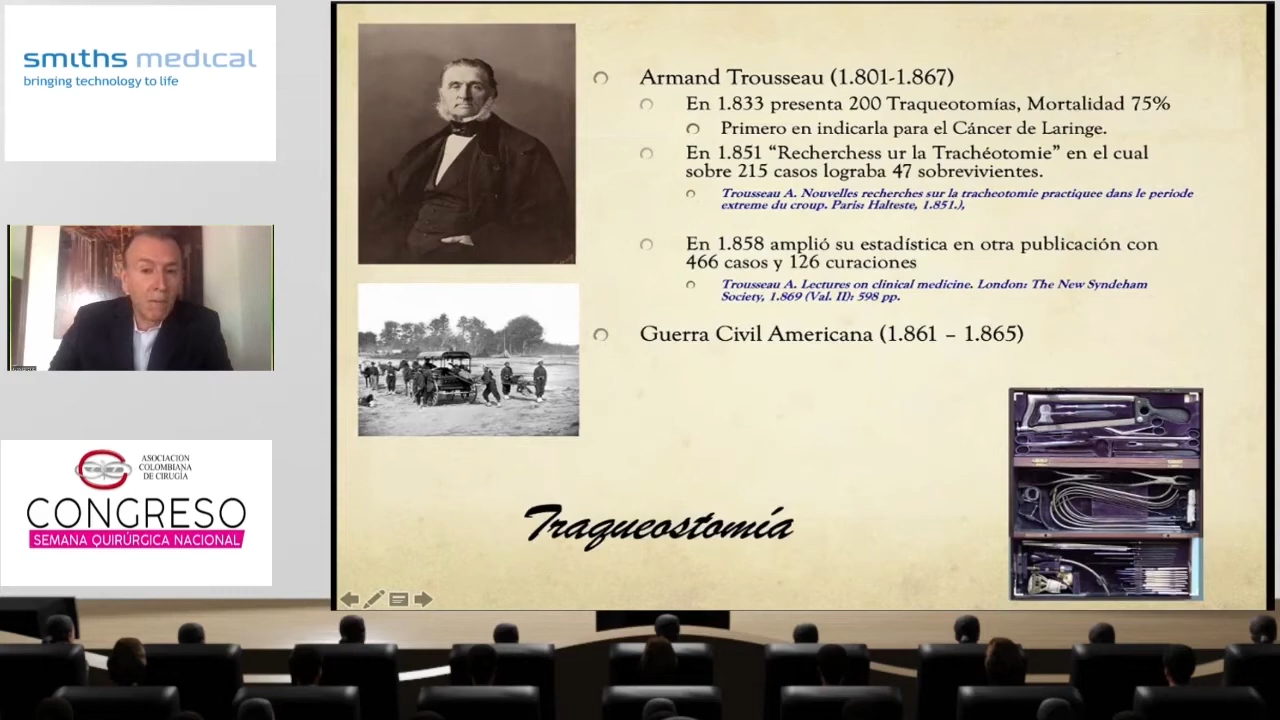 smiths medical
bringing technology to life
ASOCIACION
COLOMBIANA
DE CIRUGÍA
CONGRESO
SEMANA QUIRÚRGICA NACIONAL
Armand Trousseau (1.801-1.867)
En 1.833 presenta 200 Traqueotomías, Mortalidad 75%
Primero en indicarla para el Cáncer de Laringe.
En 1.851 “Recherchess ur la Trachéotomie” en el cual
sobre 215 casos lograba 47 sobrevivientes.
Trousseau A. Nouvelles recherches sur la tracheotomie practiquee dans le periode
extreme du croup. Paris: Halteste, 1.851.),
En 1.858 amplió su estadística en otra publicación con
466 casos y 126 curaciones
Trousseau A. Lectures on clinical medicine. London: The New Syndeham
Society, 1.869 (Val. II): 598 pp.
Guerra Civil Americana (1.861 – 1.865)
Traqueostomía